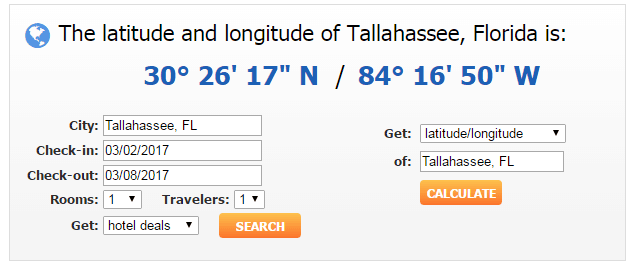 The latitude and longitude of Tallahassee, Florida is:
30° 26' 17" N / 84° 16' 50" W
City: Tallahassee, FL
Check-in: 03/02/2017
Check-out: 03/08/2017
Rooms: 1 Travelers: 1
Get: hotel deals SEARCH
Get: latitude/longitude
of: Tallahassee, FL
CALCULATE